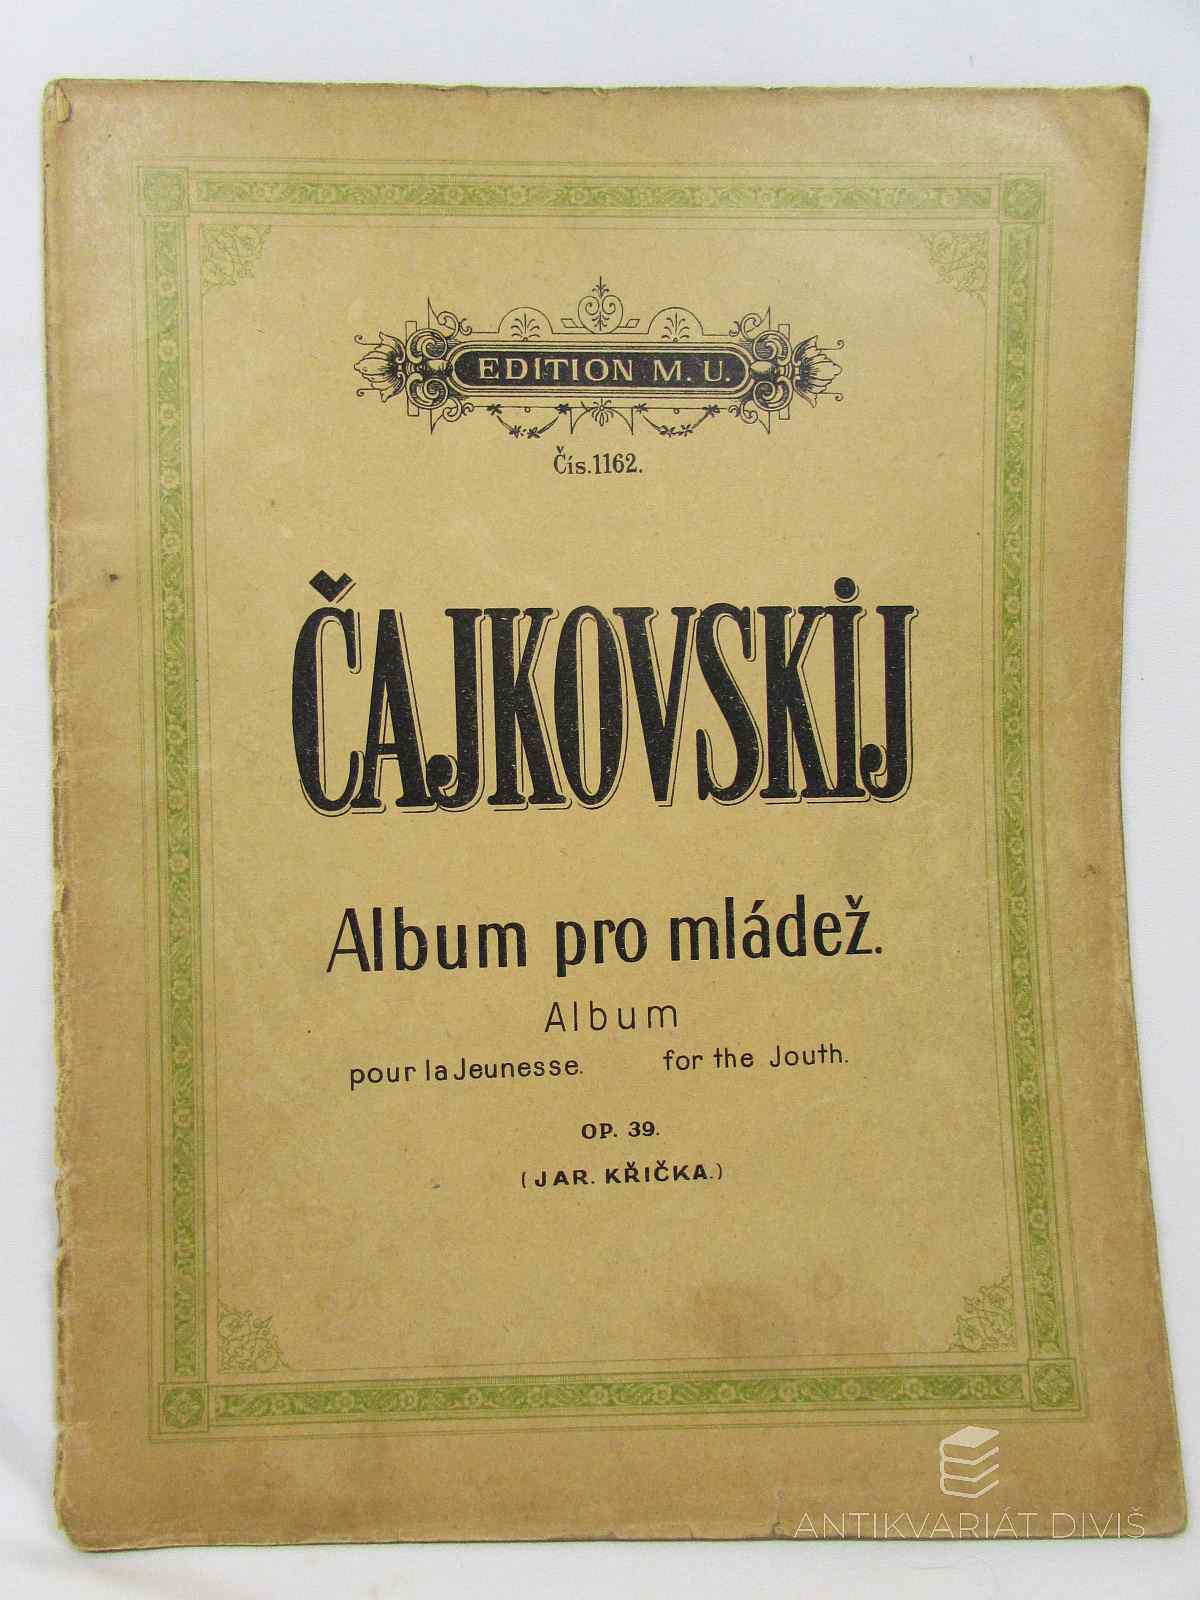 EDITION M. U.
Čís. 1162.
ČAJKOVSKIJ
Album pro mládež.
Album
pour la Jeunesse. for the Jouth.
OP. 39.
(JAR. KŘIČKA.)
ANTIKVARIÁT DIVIŠ